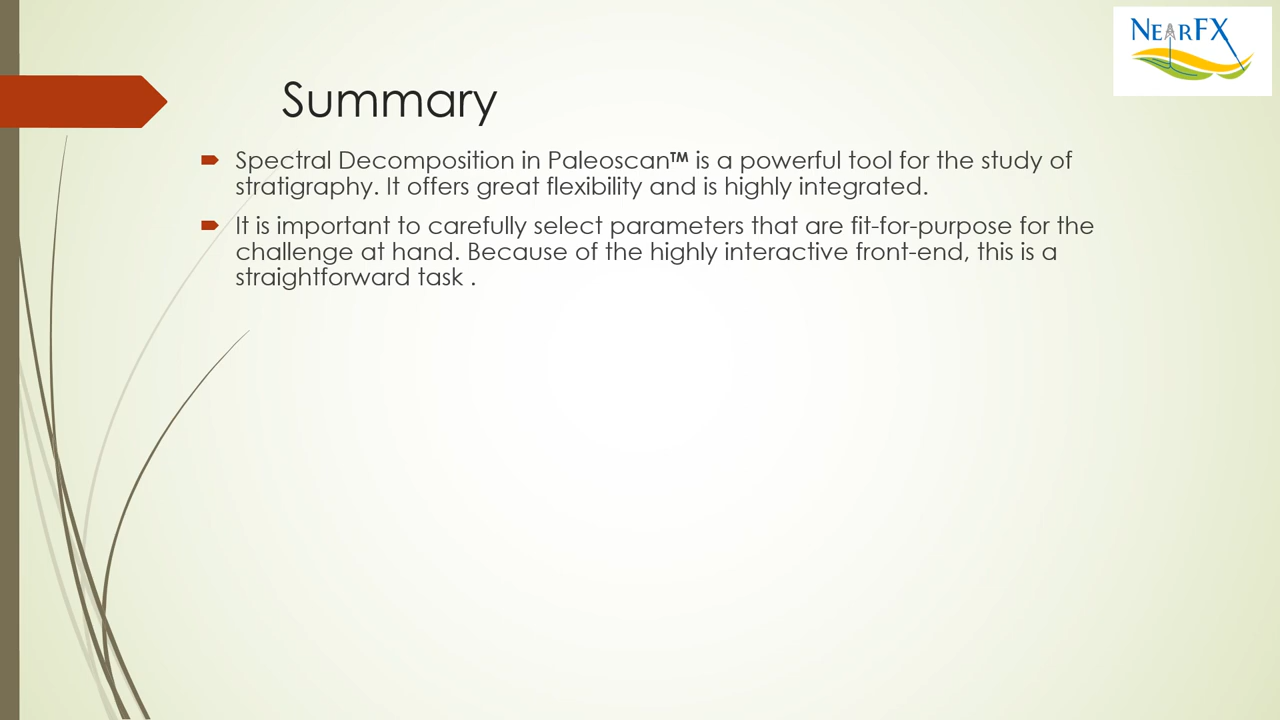 NEARFX
Summary
Spectral Decomposition in Paleoscan™ is a powerful tool for the study of
stratigraphy. It offers great flexibility and is highly integrated.
It is important to carefully select parameters that are fit-for-purpose for the
challenge at hand. Because of the highly interactive front-end, this is a
straightforward task .